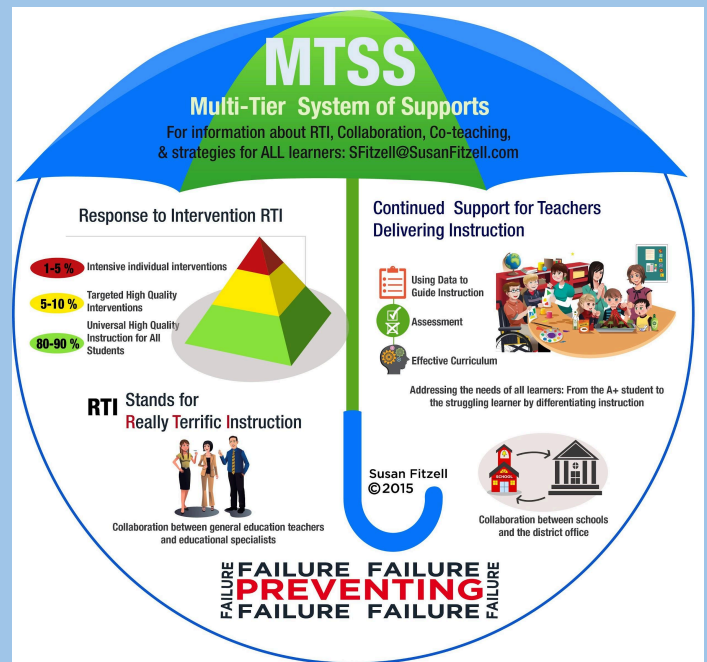 MTSS
Multi-Tier System of Supports
For information about RTI, Collaboration, Co-teaching,
& strategies for ALL learners: SFitzell@SusanFitzell.com
Response to Intervention RTI
1-5 %
Intensive individual interventions
5-10 %
Targeted High Quality
Interventions
80-90 %
Universal High Quality
Instruction for All
Students
RTI
Stands for
Really Terrific Instruction
Collaboration between general education teachers
and educational specialists
Continued Support for Teachers
Delivering Instruction
Using Data to
Guide Instruction
Assessment
Effective Curriculum
Addressing the needs of all learners: From the A+ student to
the struggling learner by differentiating instruction
Susan Fitzell
©2015
SCHOOL
Collaboration between schools
and the district office
FAILURE
FAILURE FAILURE
PREVENTING
FAILURE FAILURE
FAILURE